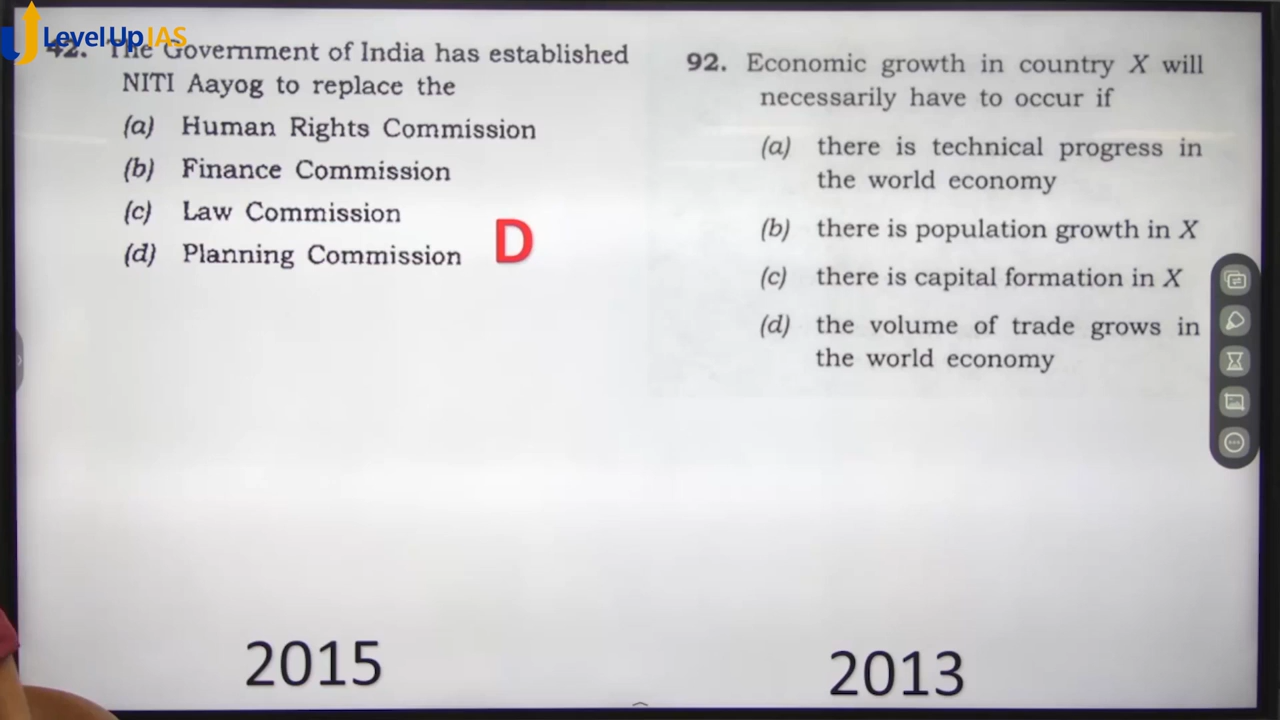 LevelUp IAS
42. The Government of India has established
NITI Aayog to replace the
(a) Human Rights Commission
(b) Finance Commission
(c) Law Commission
(d) Planning Commission
D
2015
92. Economic growth in country X will
necessarily have to occur if
(a) there is technical progress in
the world economy
(b) there is population growth in X
(c) there is capital formation in X
(d) the volume of trade grows in
the world economy
2013